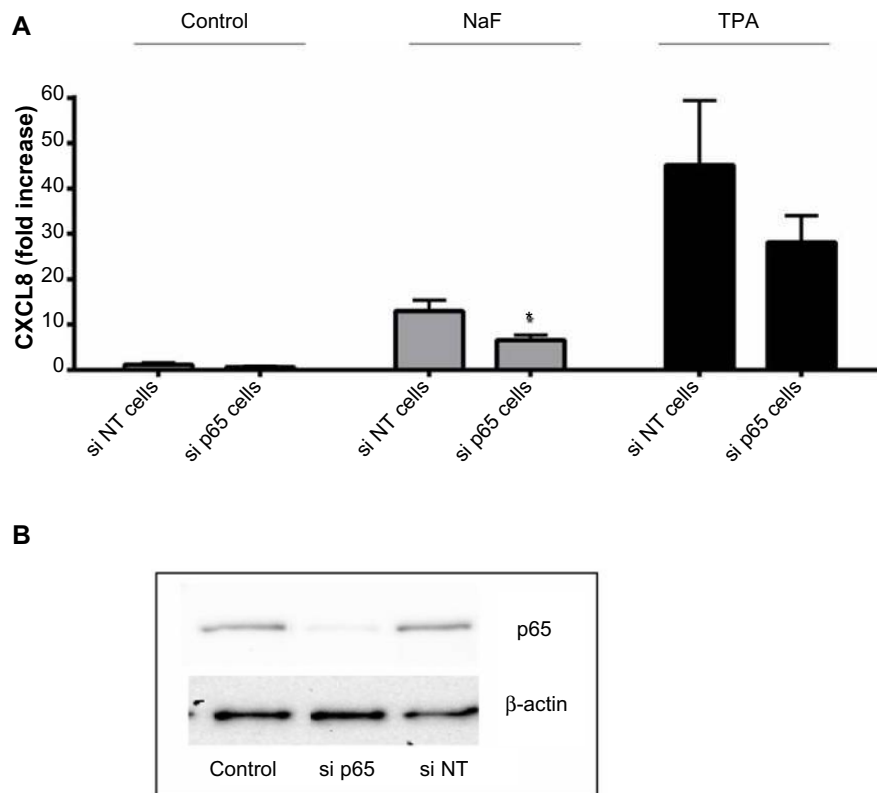 A
Control NaF TPA
CXCL8 (fold increase)
60
50
40
30
20
10
0
*
si NT cells si p65 cells si NT cells si p65 cells si NT cells si p65 cells
B
p65
β-actin
Control si p65 si NT